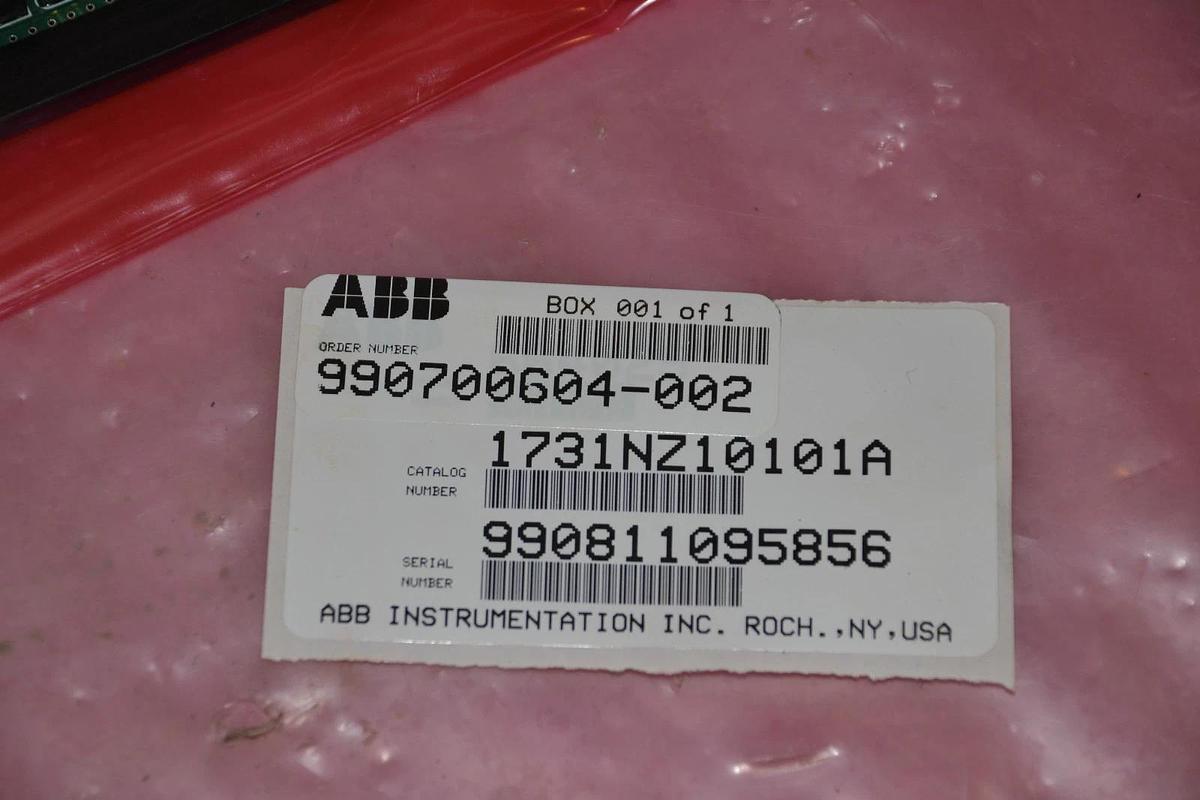 ABB
BOX 001 of 1
ORDER NUMBER
990700604-002
1731NZ10101A
CATALOG
NUMBER
990811095856
SERIAL
NUMBER
ABB INSTRUMENTATION INC. ROCH.,NY,USA